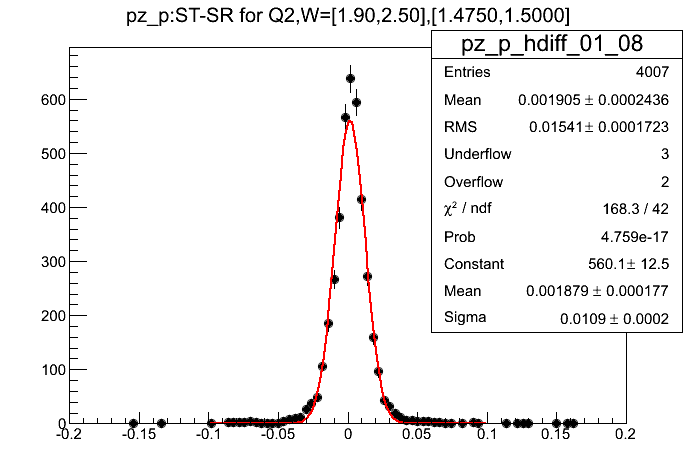 pz_p:ST-SR for Q2,W=[1.90,2.50],[1.4750,1.5000]
pz_p_hdiff_01_08
Entries 4007
Mean 0.001905 ± 0.0002436
RMS 0.01541 ± 0.0001723
Underflow 3
Overflow 2
χ² / ndf 168.3 / 42
Prob 4.759e-17
Constant 560.1 ± 12.5
Mean 0.001879 ± 0.000177
Sigma 0.0109 ± 0.0002
600
500
400
300
200
100
0
-0.2 -0.15 -0.1 -0.05 0 0.05 0.1 0.15 0.2